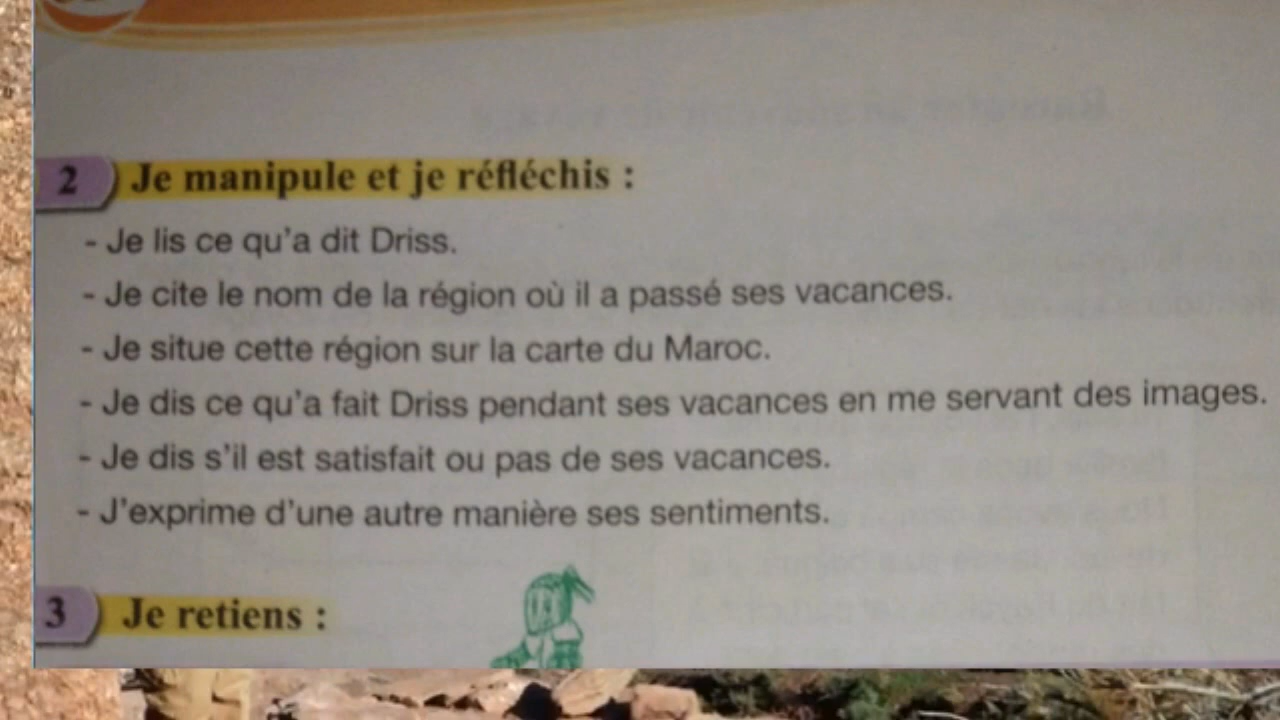 2 Je manipule et je réfléchis :
- Je lis ce qu'a dit Driss.
- Je cite le nom de la région où il a passé ses vacances.
- Je situe cette région sur la carte du Maroc.
- Je dis ce qu'a fait Driss pendant ses vacances en me servant des images.
- Je dis s'il est satisfait ou pas de ses vacances.
- J'exprime d'une autre manière ses sentiments.
3 Je retiens :